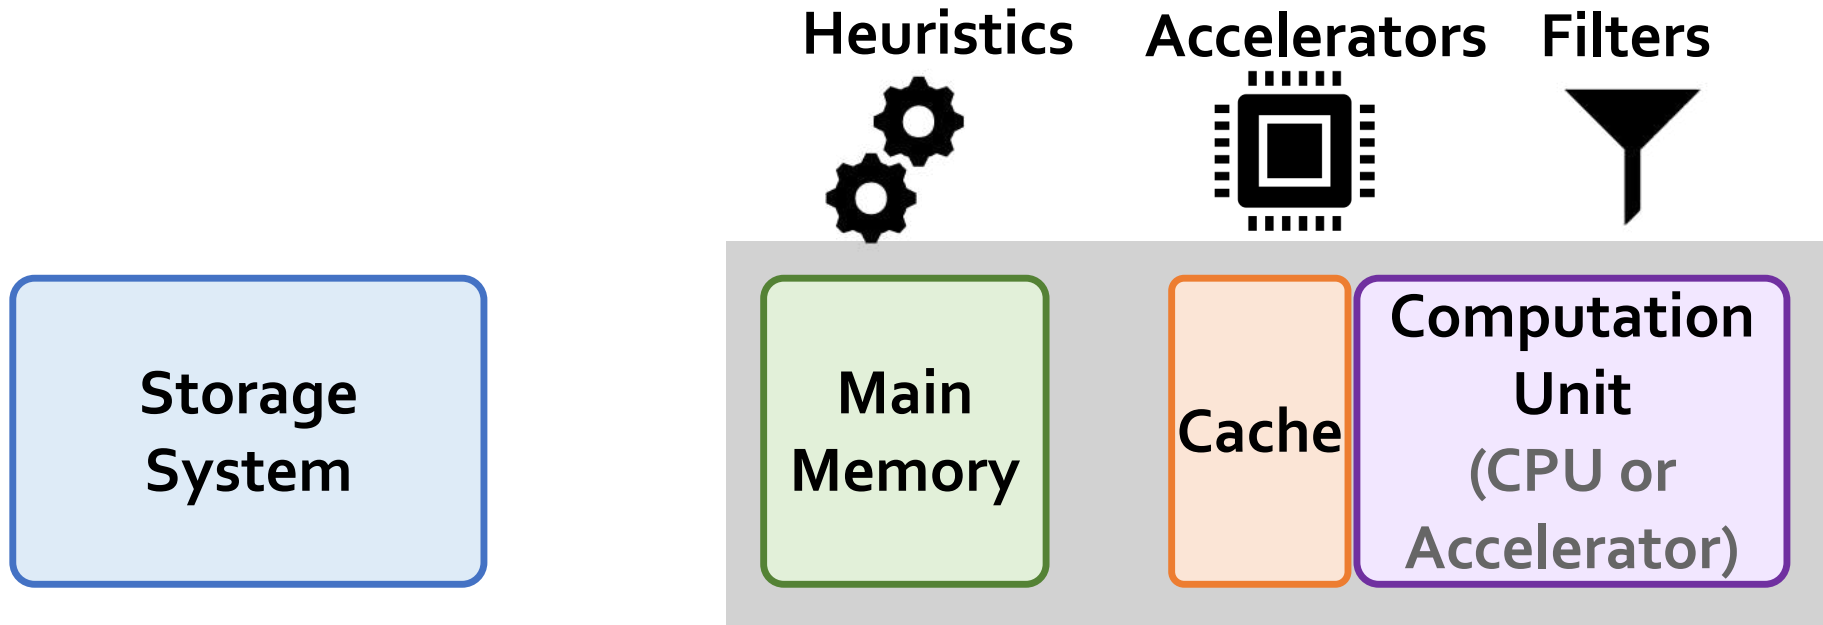 Heuristics
Accelerators
Filters
Storage
System
Main
Memory
Cache
Computation
Unit
(CPU or
Accelerator)